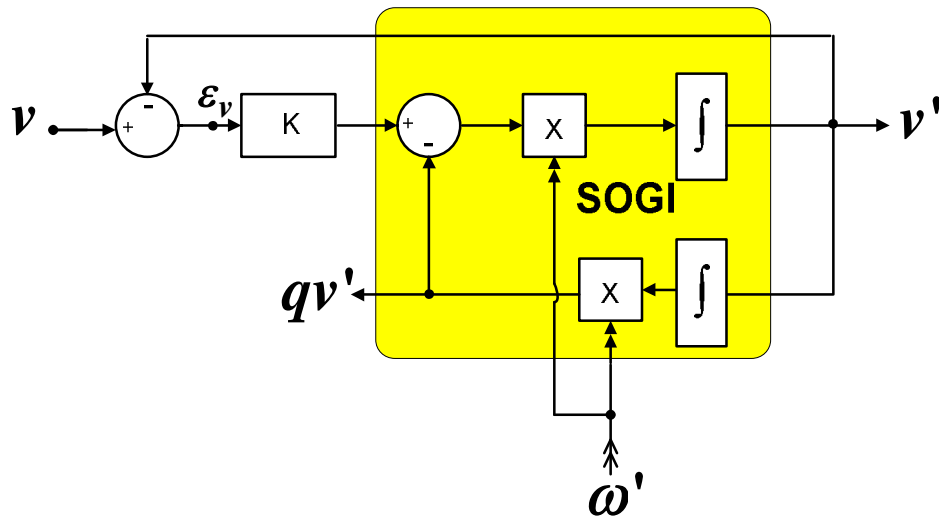 -
v
+
εv
K
+
-
X
∫
v'
SOGI
qv'
X
∫
ω'